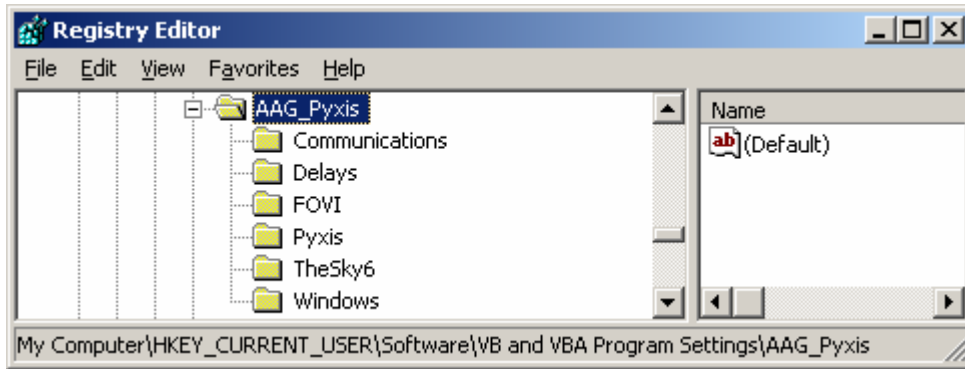 Registry Editor
File Edit View Favorites Help
AAG_Pyxis
Communications
Delays
FOVI
Pyxis
TheSky6
Windows
Name
ab (Default)
My Computer\HKEY_CURRENT_USER\Software\VB and VBA Program Settings\AAG_Pyxis